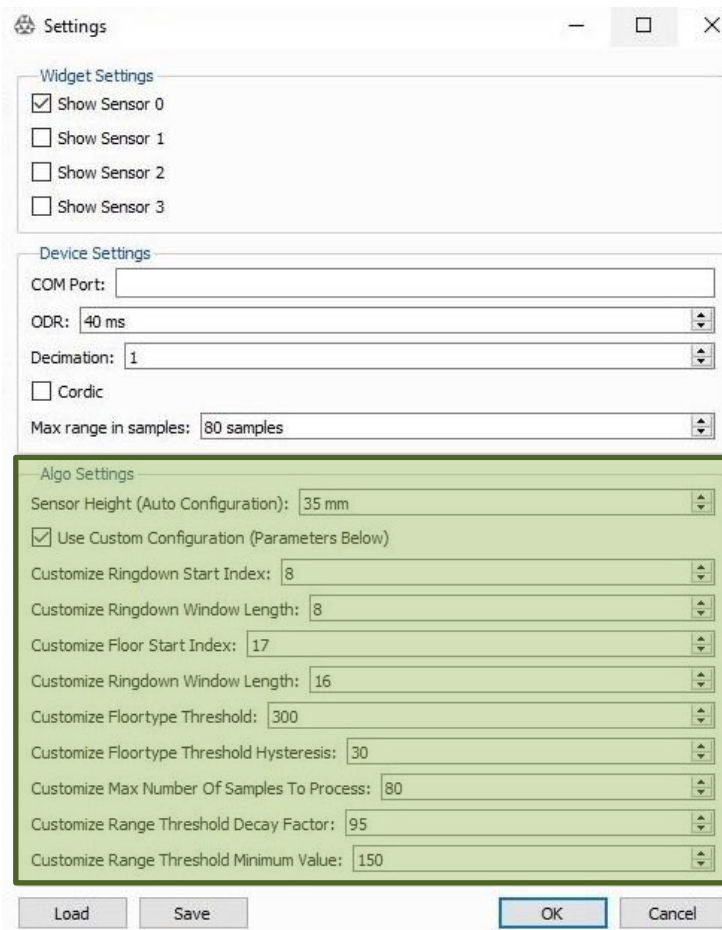 Settings
Widget Settings
Show Sensor 0
Show Sensor 1
Show Sensor 2
Show Sensor 3
Device Settings
COM Port:
ODR: 40 ms
Decimation: 1
Cordic
Max range in samples: 80 samples
Algo Settings
Sensor Height (Auto Configuration): 35 mm
Use Custom Configuration (Parameters Below)
Customize Ringdown Start Index: 8
Customize Ringdown Window Length: 8
Customize Floor Start Index: 17
Customize Ringdown Window Length: 16
Customize Floortype Threshold: 300
Customize Floortype Threshold Hysteresis: 30
Customize Max Number Of Samples To Process: 80
Customize Range Threshold Decay Factor: 95
Customize Range Threshold Minimum Value: 150
Load Save OK Cancel